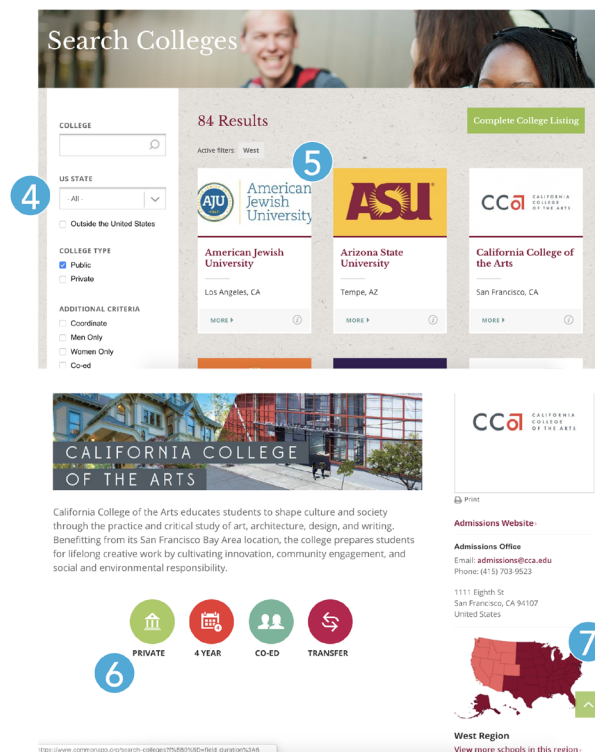 Search Colleges
COLLEGE
84 Results
Complete College Listing
Active filters: West
5
US STATE
4
- All -
Outside the United States
COLLEGE TYPE
Public
Private
ADDITIONAL CRITERIA
Coordinate
Men Only
Women Only
Co-ed
AJU
American
Jewish
University
American Jewish
University
Los Angeles, CA
MORE
ASU
Arizona State
University
Tempe, AZ
MORE
CCa
CALIFORNIA
COLLEGE
OF THE ARTS
California College of
the Arts
San Francisco, CA
MORE
CALIFORNIA COLLEGE
OF THE ARTS
California College of the Arts educates students to shape culture and society
through the practice and critical study of art, architecture, design, and writing.
Benefitting from its San Francisco Bay Area location, the college prepares students
for lifelong creative work by cultivating innovation, community engagement, and
social and environmental responsibility.
PRIVATE
4 YEAR
CO-ED
TRANSFER
6
CCa
CALIFORNIA
COLLEGE
OF THE ARTS
Print
Admissions Website
Admissions Office
Email: admissions@cca.edu
Phone: (415) 703-9523
1111 Eighth St
San Francisco, CA 94107
United States
7
West Region
View more schools in this region